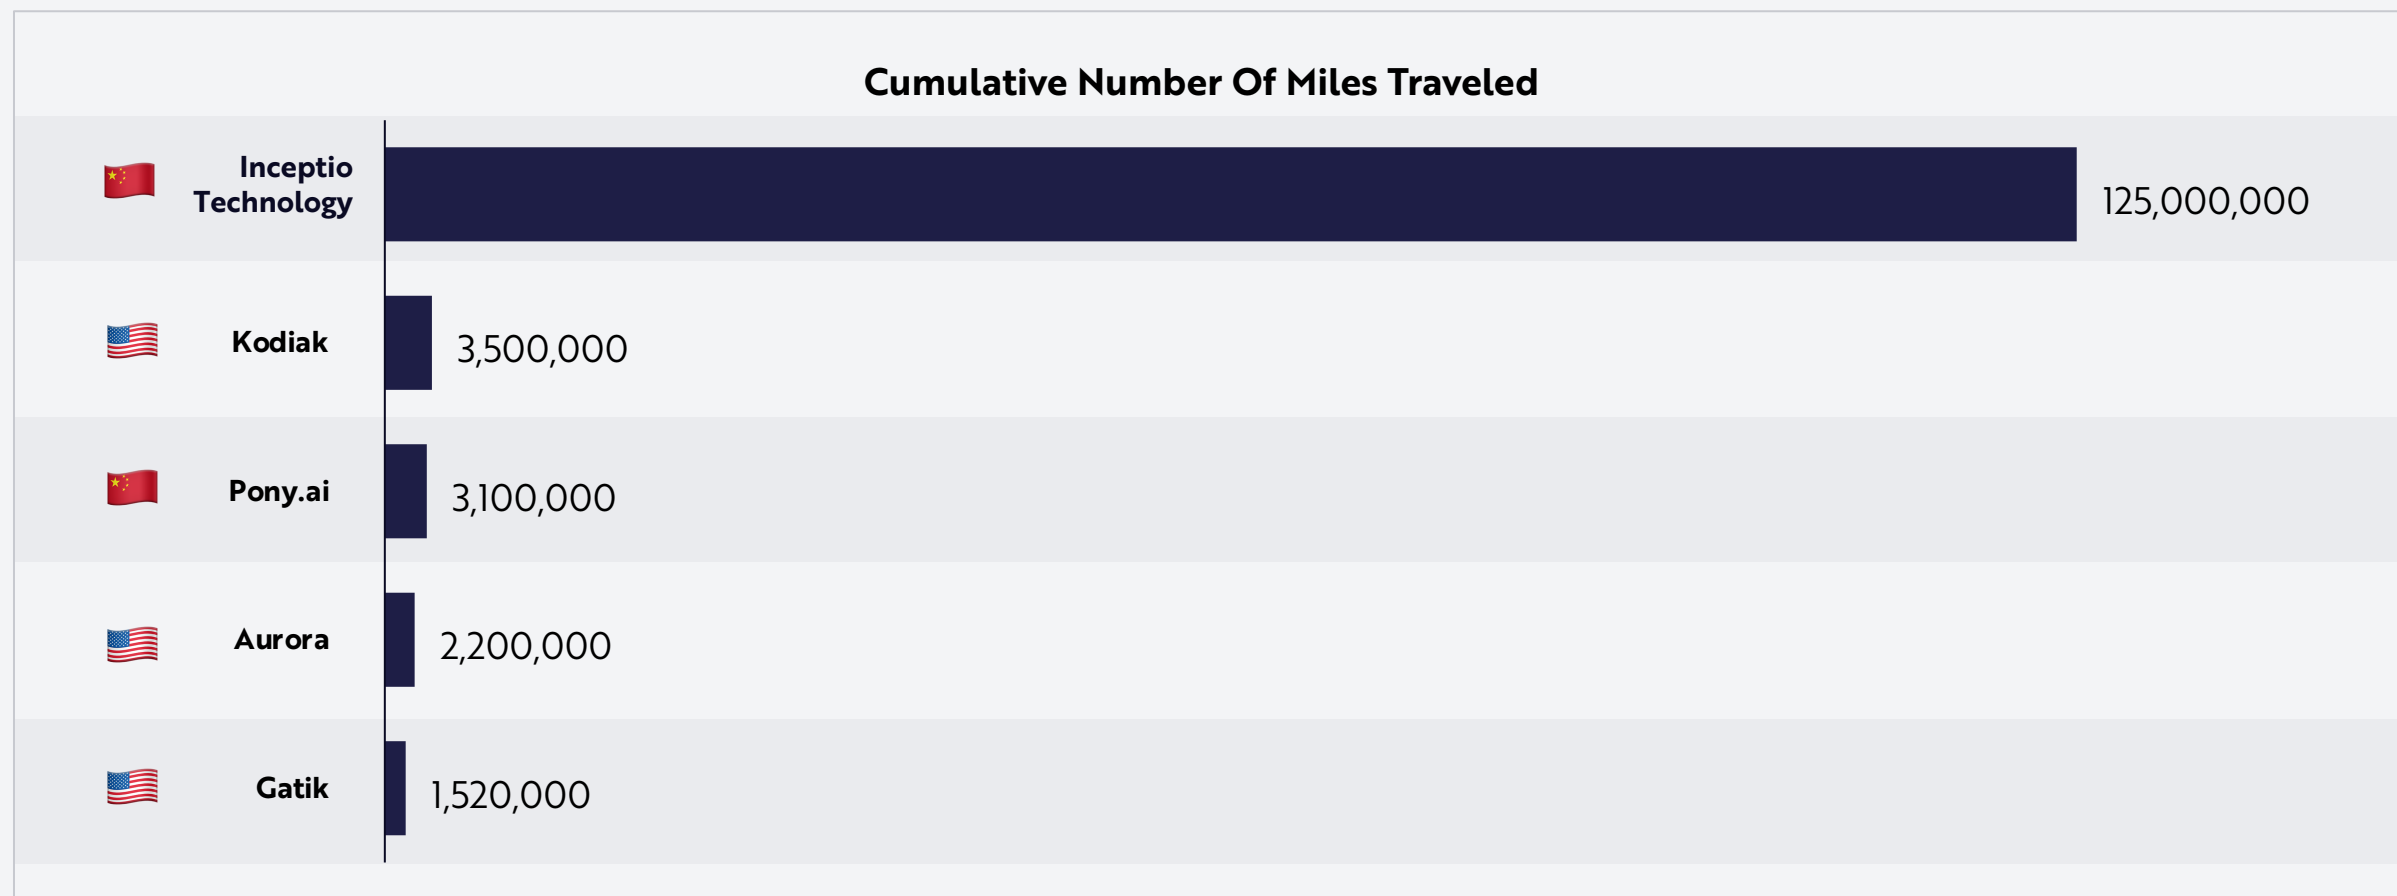 Cumulative Number Of Miles Traveled
Inceptio
Technology
125,000,000
Kodiak
3,500,000
Pony.ai
3,100,000
Aurora
2,200,000
Gatik
1,520,000